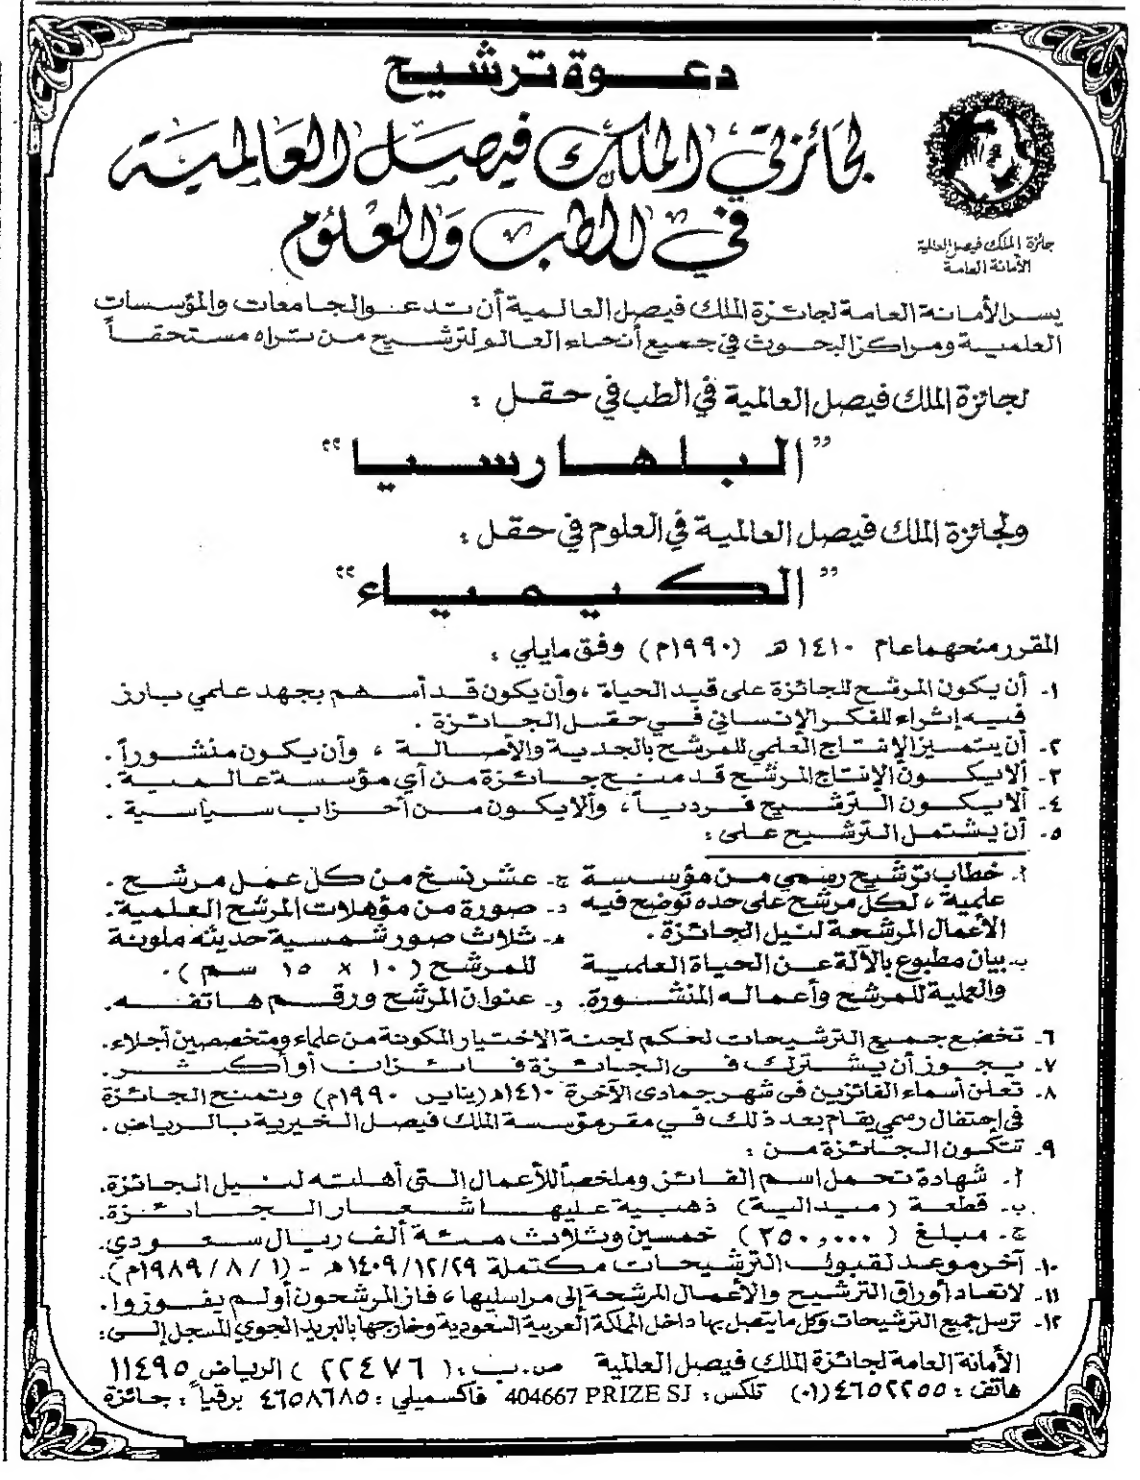 دعوة ترشيح
لجائزتي الملك فيصل العالمية
في الطب والعلوم
جائزة الملك فيصل العالمية
الأمانة العامة
يسر الأمانة العامة لجائزة الملك فيصل العالمية أن تدعو الجامعات والمؤسسات
العلمية ومراكز البحوث في جميع أنحاء العالم لترشيح من تراه مستحقاً
لجائزة الملك فيصل العالمية في الطب في حقل :
"البلهارسيا"
ولجائزة الملك فيصل العالمية في العلوم في حقل :
"الكيمياء"
المقرر منحهما عام ١٤١٠ هـ (١٩٩٠م) وفق مايلي :
١- أن يكون المرشح للجائزة على قيد الحياة ، وأن يكون قد أسهم بجهد علمي بارز
فيه إثراء للفكر الإنساني في حقل الجائزة .
٢- أن يتميز الإنتاج العلمي للمرشح بالجدية والأصالة ، وأن يكون منشوراً .
٣- ألا يكون الإنتاج المرشح قد منح جائزة من أي مؤسسة عالمية .
٤- ألا يكون الترشيح فردياً ، وألا يكون من أحزاب سياسية .
٥- أن يشتمل الترشيح على :
أ- خطاب ترشيح رسمي من مؤسسة
علمية ، لكل مرشح على حده توضح فيه
الأعمال المرشحة لنيل الجائزة .
ب- بيان مطبوع بالآلة عن الحياة العلمية
والعملية للمرشح وأعماله المنشورة .
ج- عشر نسخ من كل عمل مرشح .
د- صورة من مؤهلات المرشح العلمية .
هـ- ثلاث صور شمسية حديثه ملونة
للمرشح ( ١٠ × ١٥ سم ) .
و- عنوان المرشح ورقم هاتفه .
٦- تخضع جميع الترشيحات لحكم لجنة الاختيار المكونة من علماء ومتخصصين أجلاء .
٧- يجوز أن يشترك في الجائزة فائزان أو أكثر .
٨- تعلن أسماء الفائزين في شهر جمادى الآخرة ١٤١٠هـ (يناير ١٩٩٠م) وتمنح الجائزة
في إحتفال رسمي يقام بعد ذلك في مقر مؤسسة الملك فيصل الخيرية بالرياض .
٩- تتكون الجائزة من :
أ- شهادة تحمل اسم الفائز وملخصاً للأعمال التي أهلته لنيل الجائزة .
ب- قطعة (ميدالية) ذهبية عليها شعار الجائزة .
ج- مبلغ ( ٣٥٠,٠٠٠ ) خمسين وثلاث مئة ألف ريال سعودي .
١٠- آخر موعد لقبول الترشيحات مكتملة ١٤٠٩/١٢/٢٩هـ - (١/ ٨ /١٩٨٩م) .
١١- لاتعاد أوراق الترشيح والأعمال المرشحة إلى مراسليها ، فاز المرشحون أو لم يفوزوا .
١٢- ترسل جميع الترشيحات وكل مايتصل بها داخل المملكة العربية السعودية وخارجها بالبريد الجوي المسجل إلى :
الأمانة العامة لجائزة الملك فيصل العالمية ص.ب : ( ٢٢٤٧٦ ) الرياض ١١٤٩٥
هاتف : ٤٦٥٢٢٥٥ (٠١) تلكس : 404667 PRIZE SJ فاكسميلي : ٤٦٥٨٦٨٥ برقياً : جائزة